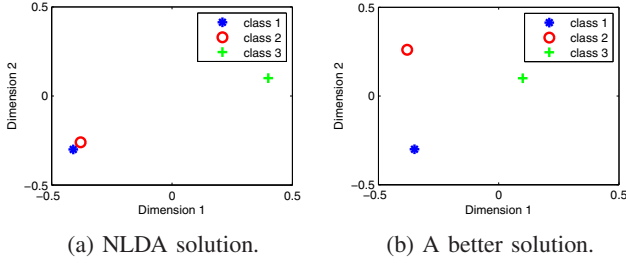 0.5
0
−0.5
Dimension 2
−0.5
0
0.5
Dimension 1
class 1
class 2
class 3
(a) NLDA solution.
0.5
0
−0.5
Dimension 2
−0.5
0
0.5
Dimension 1
class 1
class 2
class 3
(b) A better solution.